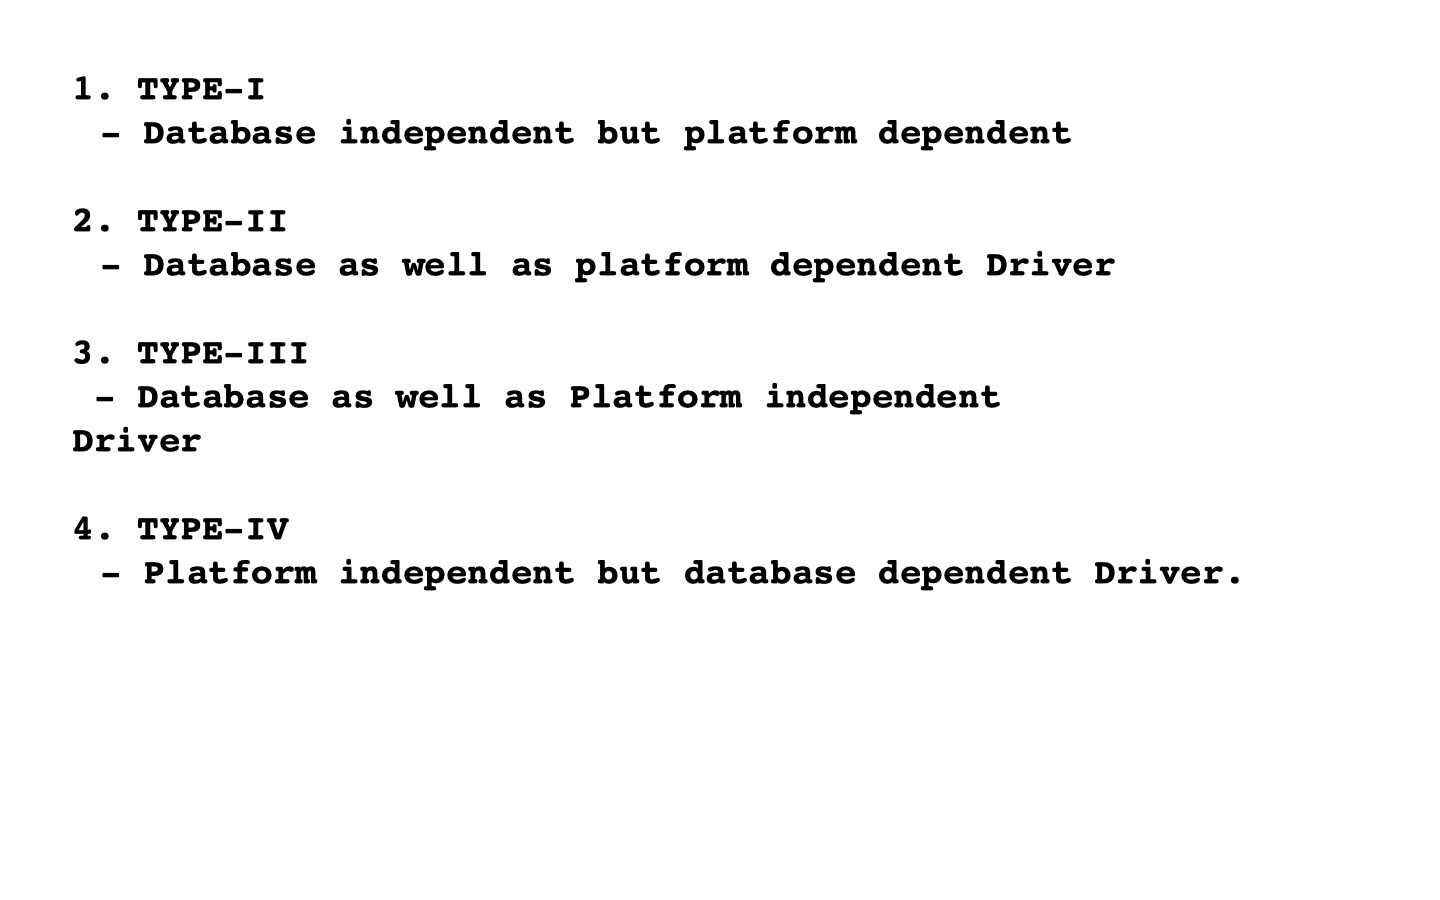 1. TYPE-I
- Database independent but platform dependent
2. TYPE-II
- Database as well as platform dependent Driver
3. TYPE-III
- Database as well as Platform independent
Driver
4. TYPE-IV
- Platform independent but database dependent Driver.